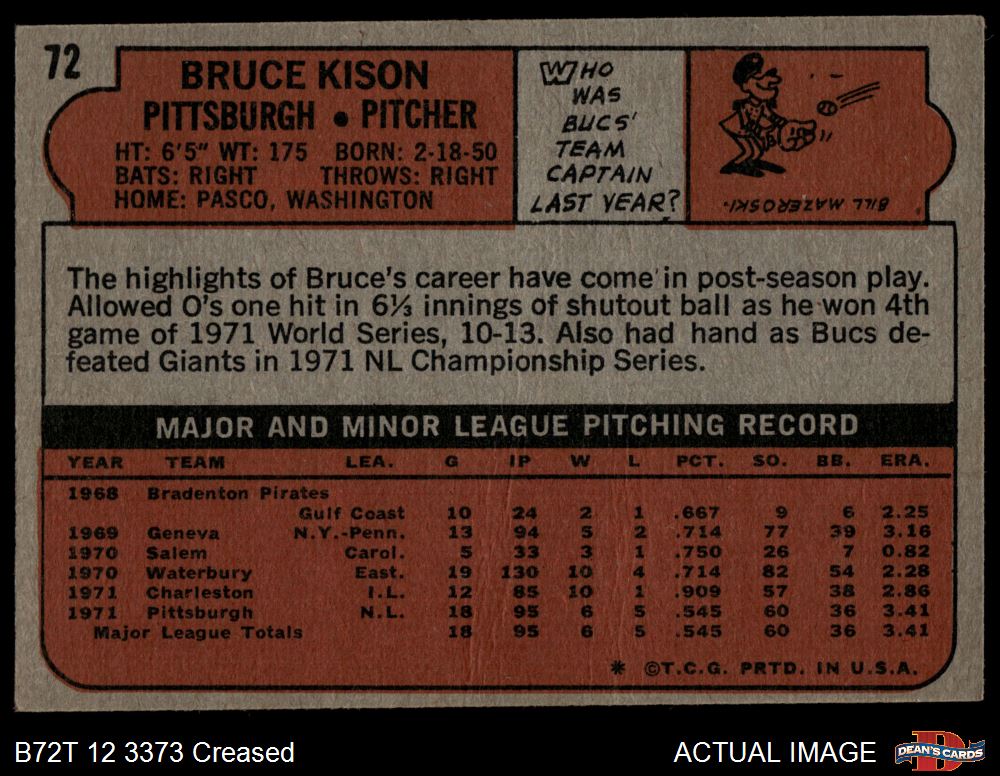 72
BRUCE KISON
PITTSBURGH • PITCHER
HT: 6'5" WT: 175 BORN: 2-18-50
BATS: RIGHT THROWS: RIGHT
HOME: PASCO, WASHINGTON
WHO
WAS
BUCS'
TEAM
CAPTAIN
LAST YEAR?
BILL MAZEROSKI.
The highlights of Bruce's career have come in post-season play.
Allowed O's one hit in 6⅓ innings of shutout ball as he won 4th
game of 1971 World Series, 10-13. Also had hand as Bucs de-
feated Giants in 1971 NL Championship Series.
MAJOR AND MINOR LEAGUE PITCHING RECORD
YEAR TEAM LEA. G IP W L PCT. SO. BB. ERA.
1968 Bradenton Pirates
Gulf Coast 10 24 2 1 .667 9 6 2.25
1969 Geneva N.Y.-Penn. 13 94 5 2 .714 77 39 3.16
1970 Salem Carol. 5 33 3 1 .750 26 7 0.82
1970 Waterbury East. 19 130 10 4 .714 82 54 2.28
1971 Charleston I.L. 12 85 10 1 .909 57 38 2.86
1971 Pittsburgh N.L. 18 95 6 5 .545 60 36 3.41
Major League Totals 18 95 6 5 .545 60 36 3.41
* ©T.C.G. PRTD. IN U.S.A.
B72T 12 3373 Creased
ACTUAL IMAGE
DEAN'S CARDS